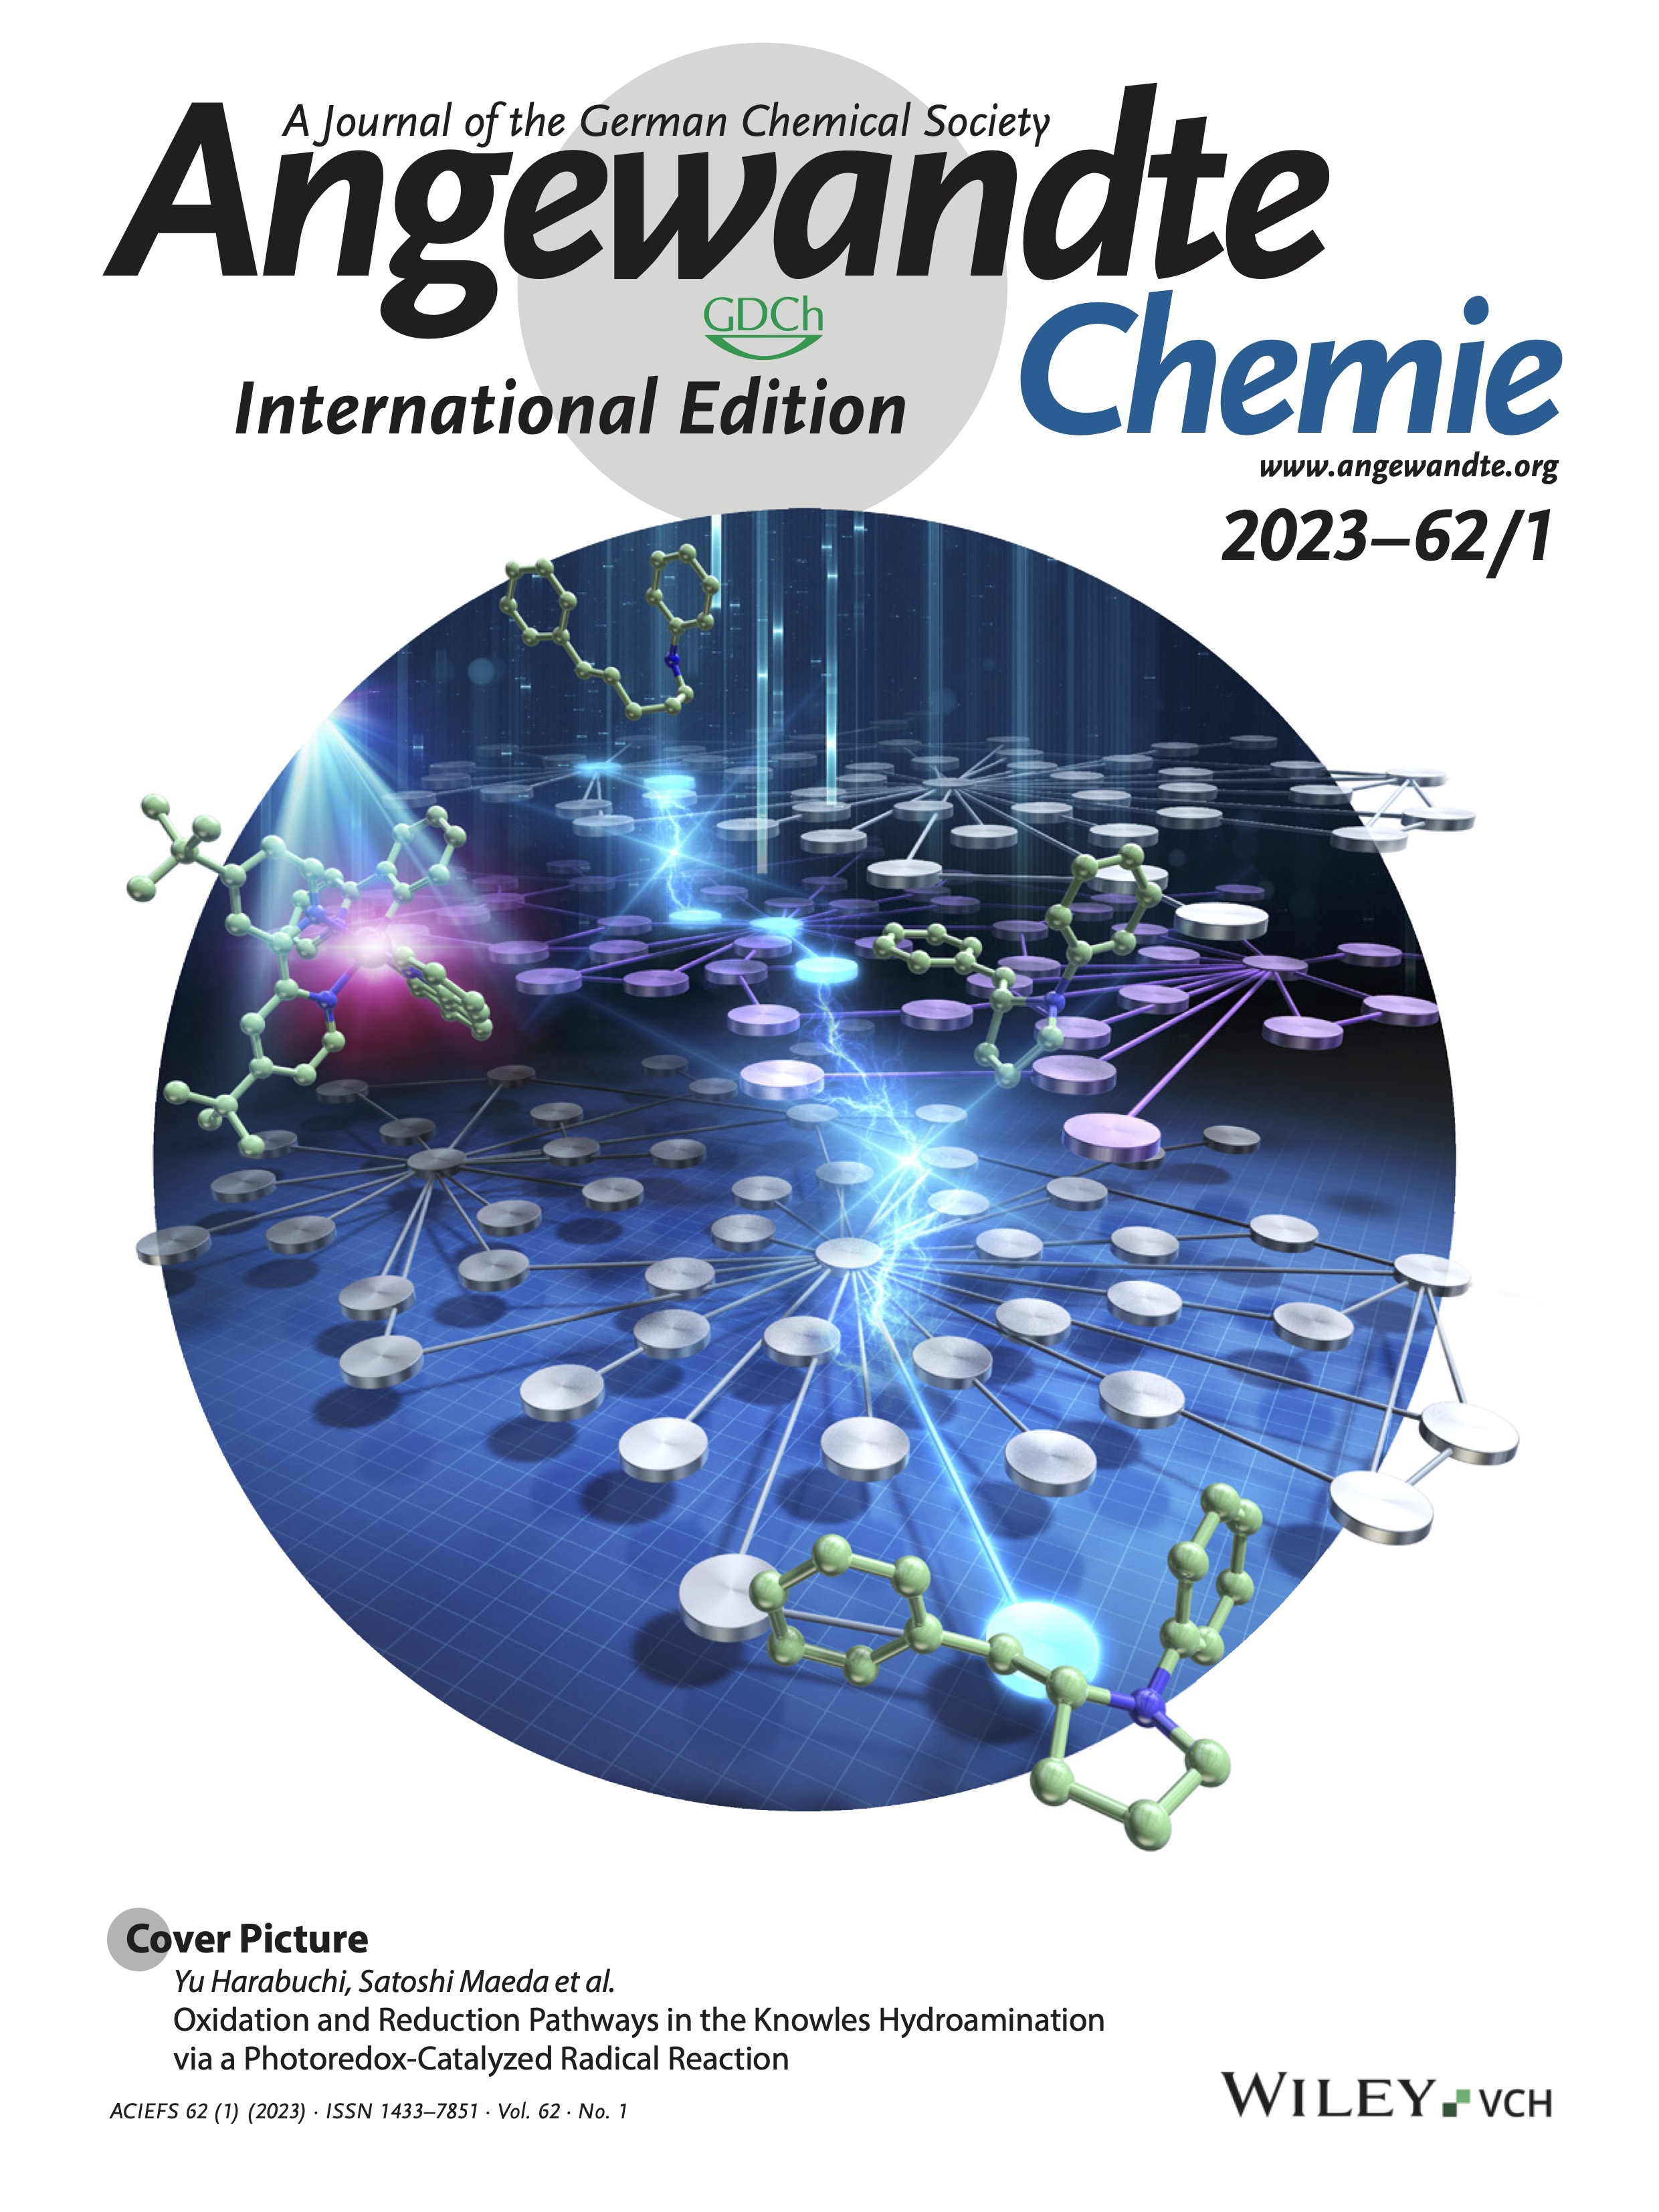 A Journal of the German Chemical Society
Angewandte
GDCh
Chemie
International Edition
www.angewandte.org
2023–62/1
Cover Picture
Yu Harabuchi, Satoshi Maeda et al.
Oxidation and Reduction Pathways in the Knowles Hydroamination
via a Photoredox-Catalyzed Radical Reaction
ACIEFS 62 (1) (2023) · ISSN 1433–7851 · Vol. 62 · No. 1
WILEY VCH